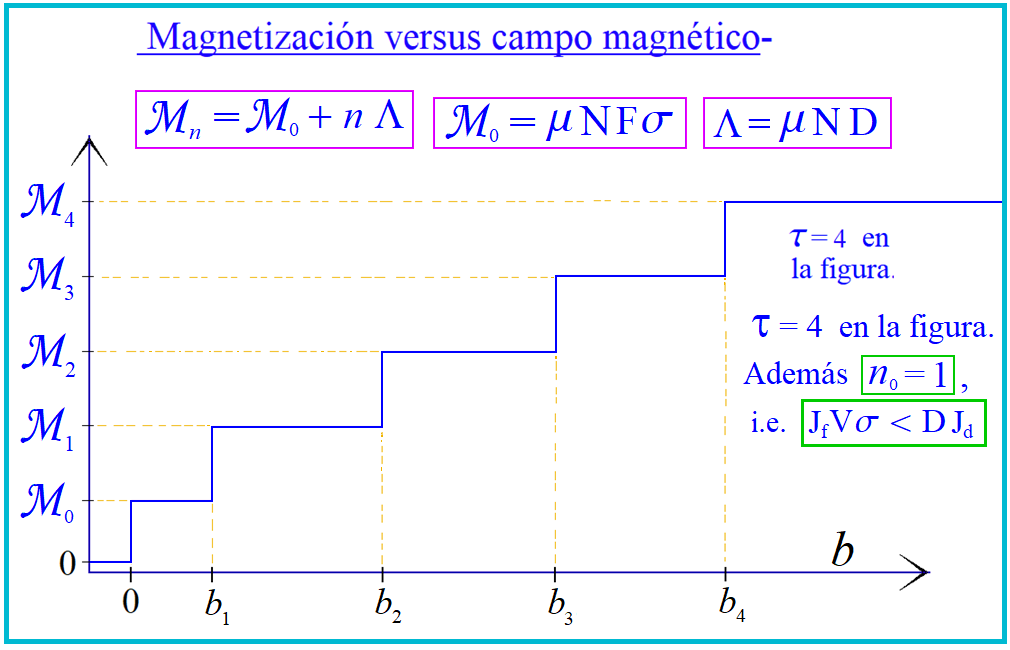 Magnetización versus campo magnético-
ℳₙ = ℳ₀ + n Λ
ℳ₀ = μ N F σ
Λ = μ N D
ℳ₄
ℳ₃
ℳ₂
ℳ₁
ℳ₀
0
τ = 4 en
la figura.
τ = 4 en la figura.
Además n₀ = 1 ,
i.e. J_f V σ < D J_d
b
0 b₁ b₂ b₃ b₄